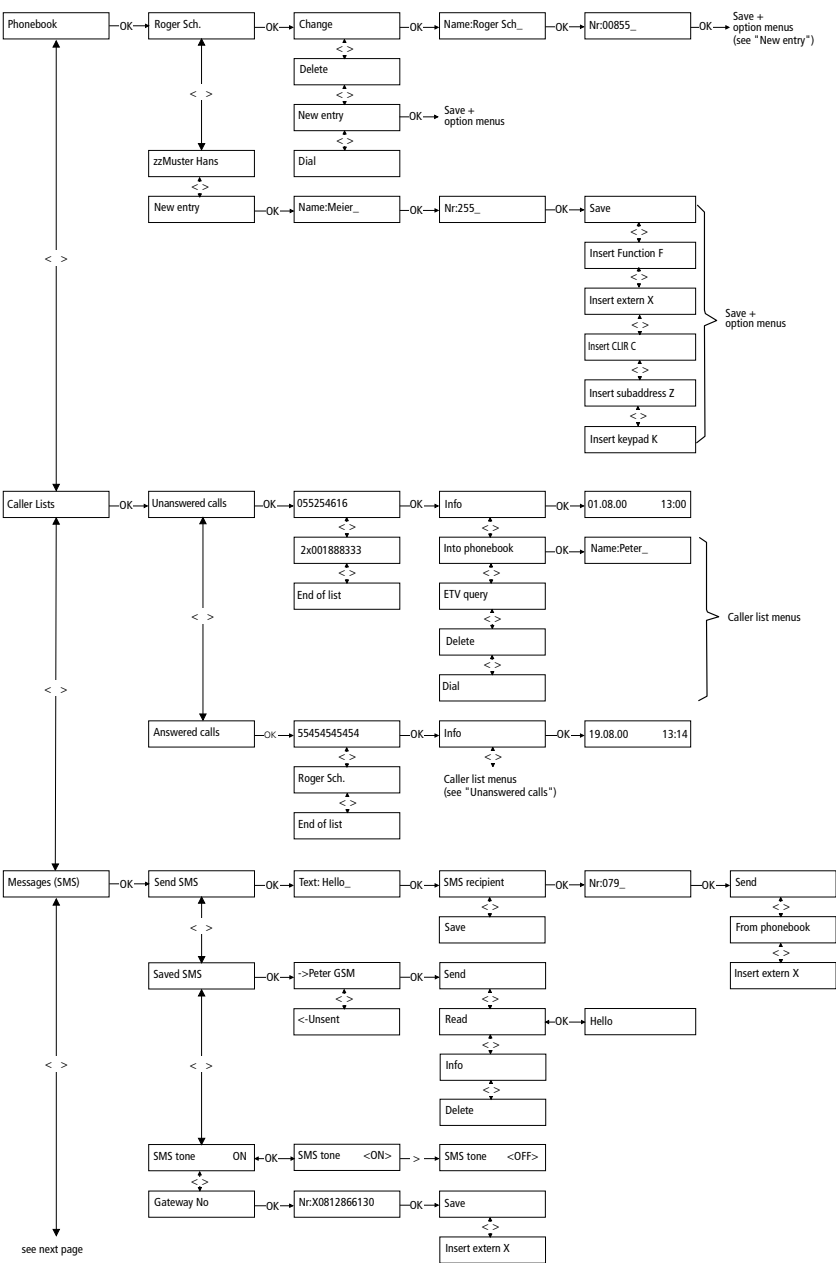 Phonebook OK Roger Sch. OK Change OK Name:Roger Sch_ OK Nr:00855_ OK Save +
option menus
(see "New entry")
< >
Delete
< >
< >
New entry OK Save +
option menus
< >
zzMuster Hans Dial
< >
New entry OK Name:Meier_ OK Nr:255_ OK Save
< >
Insert Function F
< >
< >
Insert extern X
Save +
option menus
< >
Insert CLIR C
< >
Insert subaddress Z
< >
Insert keypad K
Caller Lists OK Unanswered calls OK 055254616 OK Info OK 01.08.00 13:00
< > < >
2x001888333 Into phonebook OK Name:Peter_
< > < >
End of list ETV query
< > < > Caller list menus
Delete
< >
< > Dial
Answered calls OK 55454545454 OK Info OK 19.08.00 13:14
< > < >
Roger Sch. Caller list menus
(see "Unanswered calls")
< >
End of list
Messages (SMS) OK Send SMS OK Text: Hello_ OK SMS recipient OK Nr:079_ OK Send
< > < >
< > Save From phonebook
< >
Saved SMS OK ->Peter GSM OK Send Insert extern X
< > < >
<-Unsent Read OK Hello
< >
< > < > Info
< >
Delete
SMS tone ON OK SMS tone <ON> > SMS tone <OFF>
< >
Gateway No OK Nr:X0812866130 OK Save
< >
see next page Insert extern X